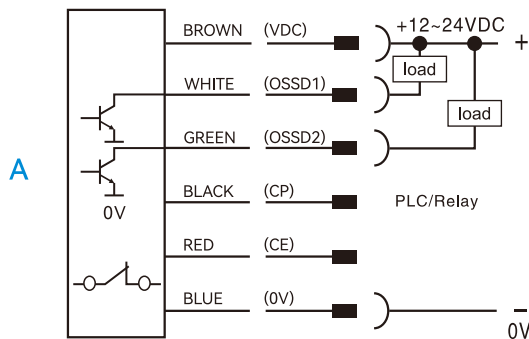 BROWN (VDC) +12~24VDC +
load
WHITE (OSSD1)
load
GREEN (OSSD2)
A
0V
BLACK (CP) PLC/Relay
RED (CE)
BLUE (0V) −
0V